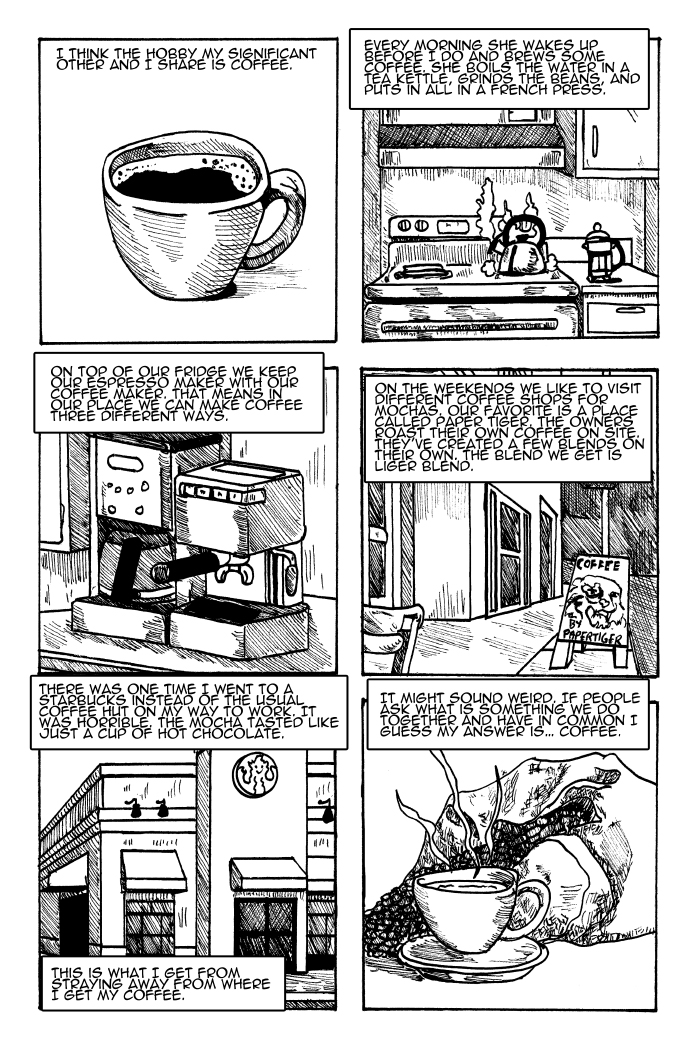 I THINK THE HOBBY MY SIGNIFICANT
OTHER AND I SHARE IS COFFEE.
EVERY MORNING SHE WAKES UP
BEFORE I DO AND BREWS SOME
COFFEE. SHE BOILS THE WATER IN A
TEA KETTLE, GRINDS THE BEANS, AND
PUTS IN ALL IN A FRENCH PRESS.
ON TOP OF OUR FRIDGE WE KEEP
OUR ESPRESSO MAKER WITH OUR
COFFEE MAKER. THAT MEANS IN
OUR PLACE WE CAN MAKE COFFEE
THREE DIFFERENT WAYS.
ON THE WEEKENDS WE LIKE TO VISIT
DIFFERENT COFFEE SHOPS FOR
MOCHAS. OUR FAVORITE IS A PLACE
CALLED PAPER TIGER. THE OWNERS
ROAST THEIR OWN COFFEE ON SITE.
THEY'VE CREATED A FEW BLENDS ON
THEIR OWN. THE BLEND WE GET IS
LIGER BLEND.
COFFEE
BY
PAPERTIGER
THERE WAS ONE TIME I WENT TO A
STARBUCKS INSTEAD OF THE USUAL
COFFEE HUT ON MY WAY TO WORK. IT
WAS HORRIBLE. THE MOCHA TASTED LIKE
JUST A CUP OF HOT CHOCOLATE.
THIS IS WHAT I GET FROM
STRAYING AWAY FROM WHERE
I GET MY COFFEE.
IT MIGHT SOUND WEIRD. IF PEOPLE
ASK WHAT IS SOMETHING WE DO
TOGETHER AND HAVE IN COMMON I
GUESS MY ANSWER IS... COFFEE.